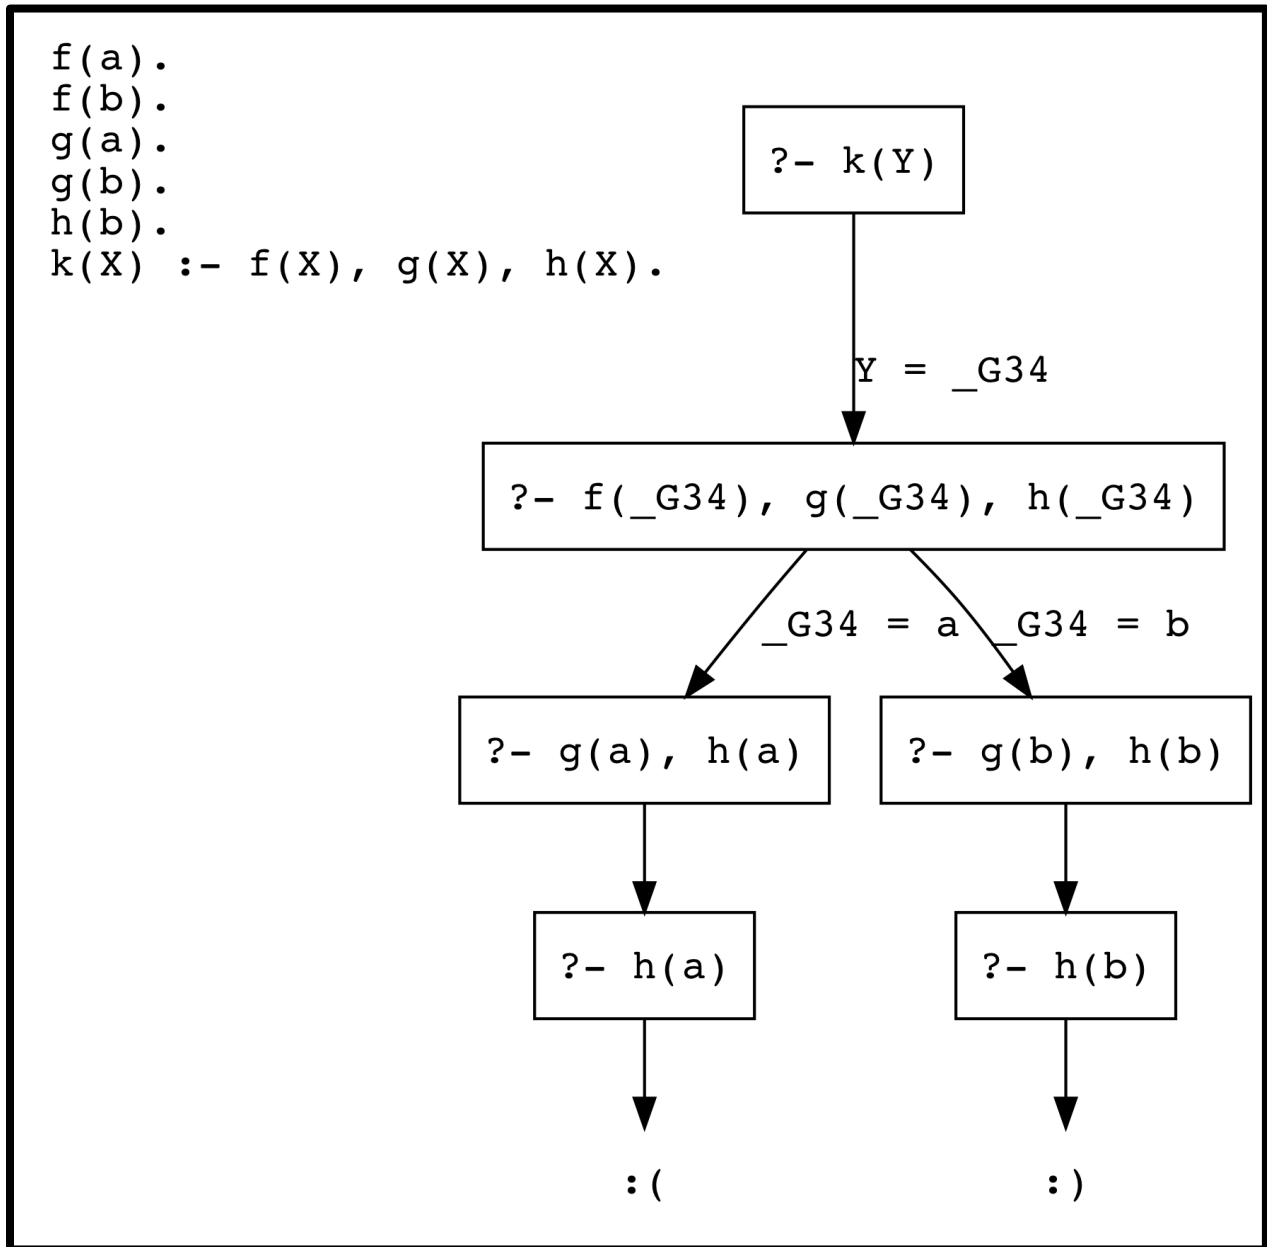 f(a).
f(b).
g(a).
g(b).
h(b).
k(X) :- f(X), g(X), h(X).
?- k(Y)
Y = _G34
?- f(_G34), g(_G34), h(_G34)
_G34 = a
_G34 = b
?- g(a), h(a)
?- g(b), h(b)
?- h(a)
?- h(b)
:(
:)